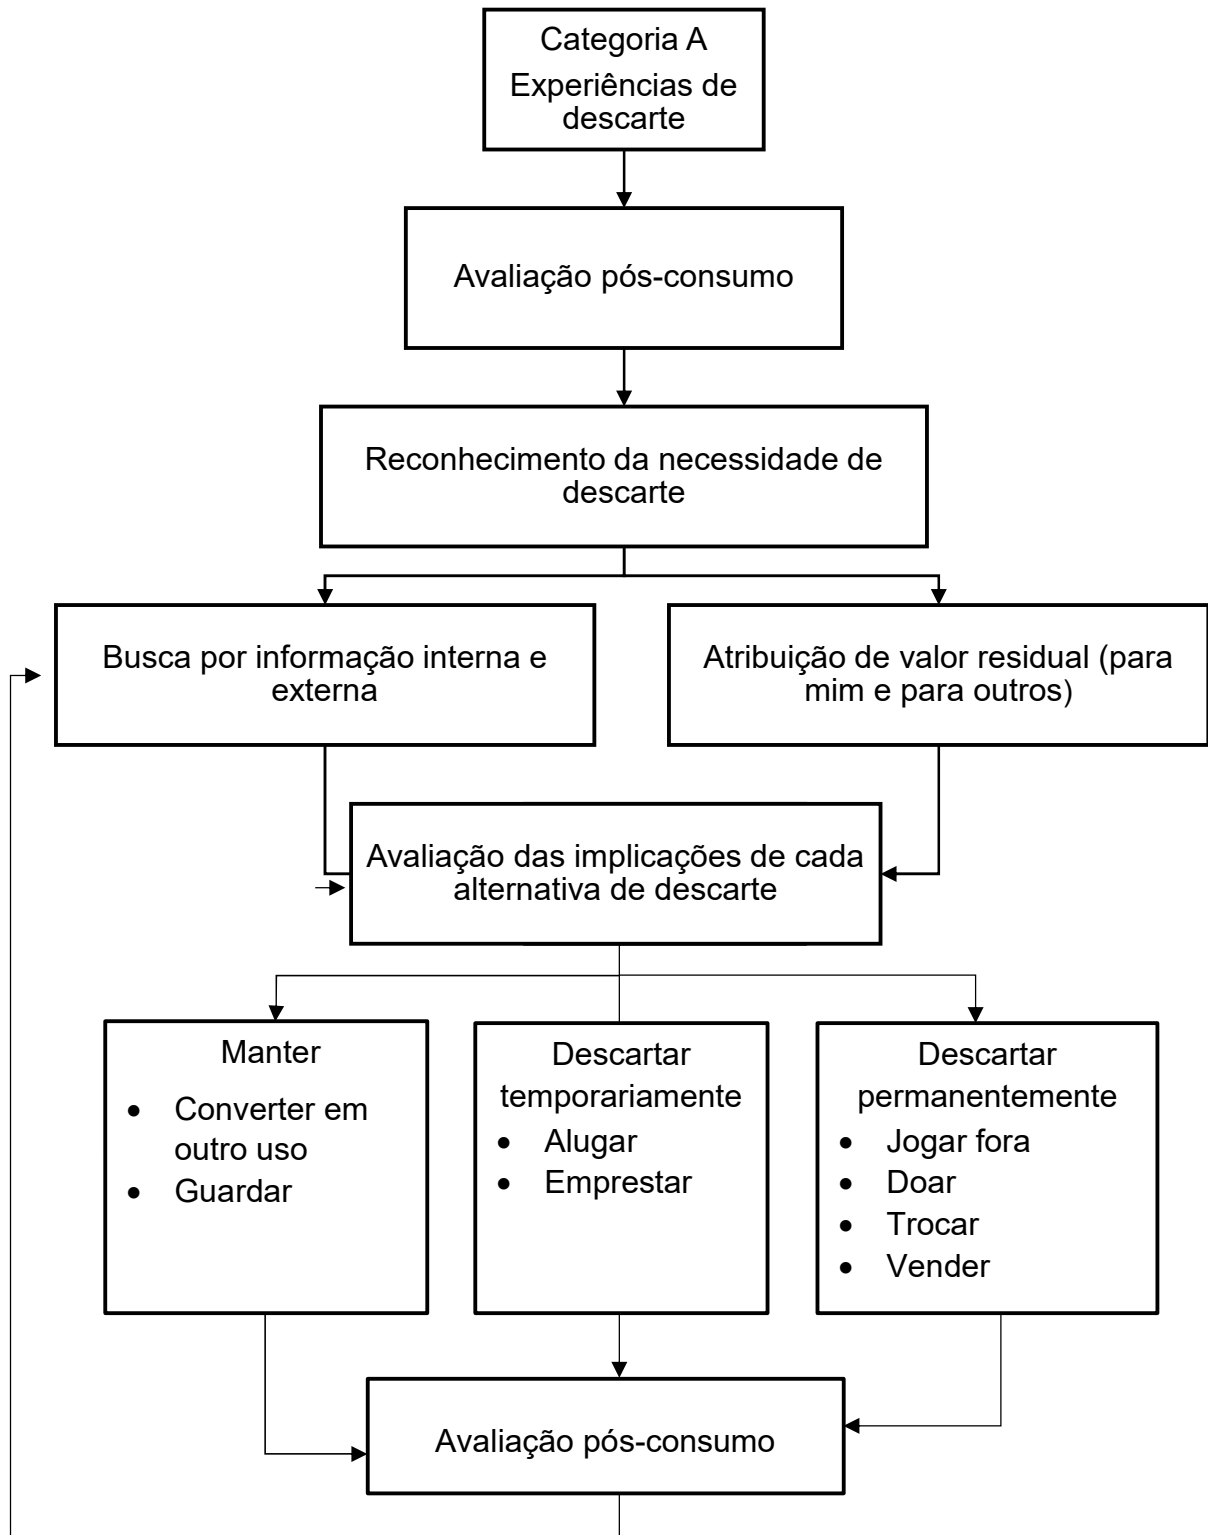 Categoria A
Experiências de
descarte
Avaliação pós-consumo
Reconhecimento da necessidade de
descarte
Busca por informação interna e
externa
Atribuição de valor residual (para
mim e para outros)
Avaliação das implicações de cada
alternativa de descarte
Manter
• Converter em
outro uso
• Guardar
Descartar
temporariamente
• Alugar
• Emprestar
Descartar
permanentemente
• Jogar fora
• Doar
• Trocar
• Vender
Avaliação pós-consumo